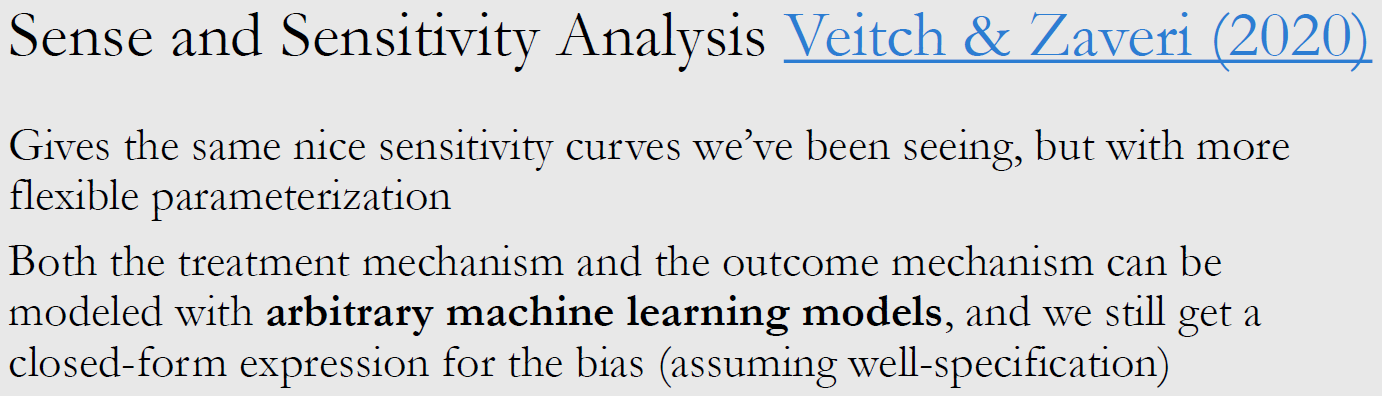 Sense and Sensitivity Analysis Veitch & Zaveri (2020)
Gives the same nice sensitivity curves we’ve been seeing, but with more
flexible parameterization
Both the treatment mechanism and the outcome mechanism can be
modeled with arbitrary machine learning models, and we still get a
closed-form expression for the bias (assuming well-specification)